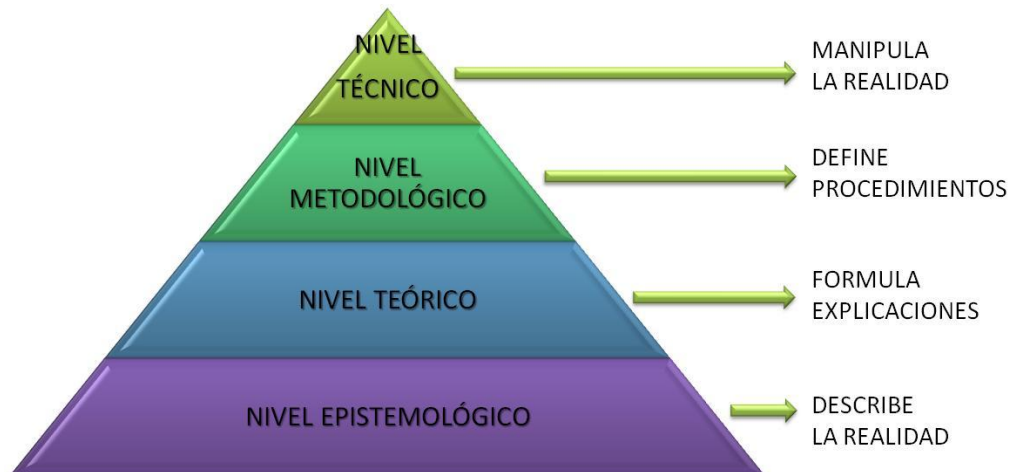 NIVEL
TÉCNICO
MANIPULA
LA REALIDAD
NIVEL
METODOLÓGICO
DEFINE
PROCEDIMIENTOS
NIVEL TEÓRICO
FORMULA
EXPLICACIONES
NIVEL EPISTEMOLÓGICO
DESCRIBE
LA REALIDAD